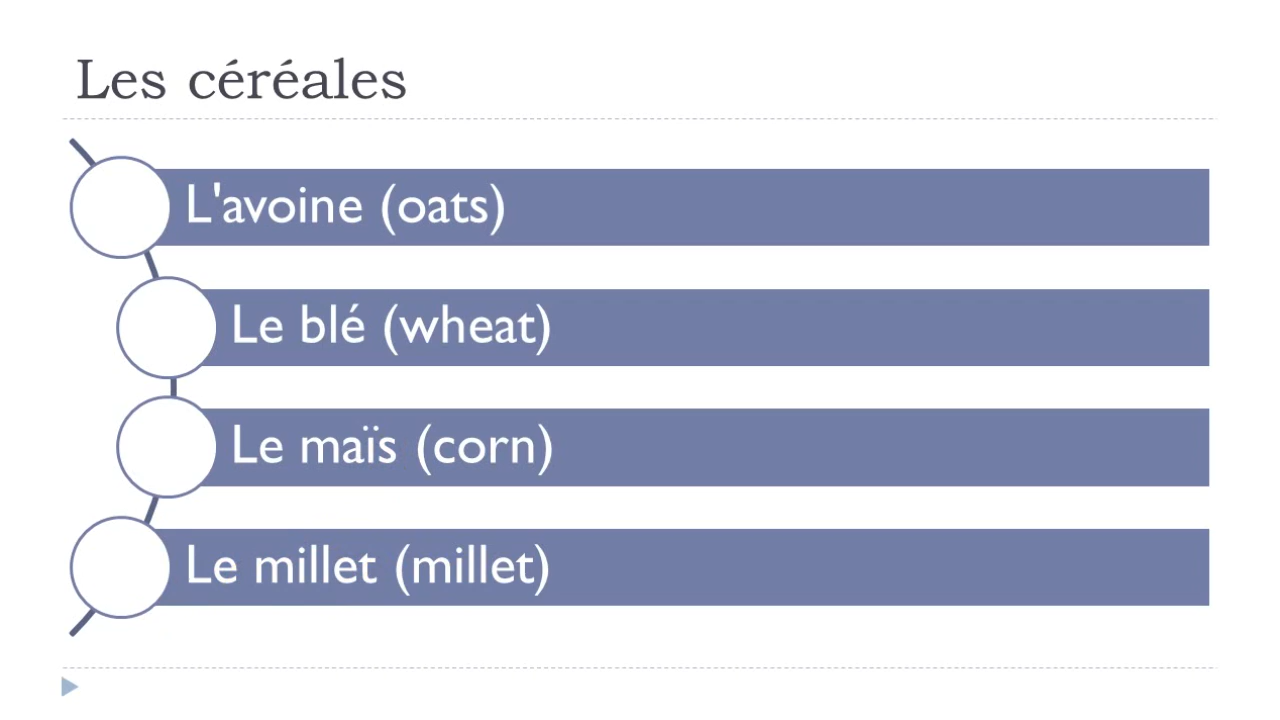 Les céréales
L'avoine (oats)
Le blé (wheat)
Le maïs (corn)
Le millet (millet)